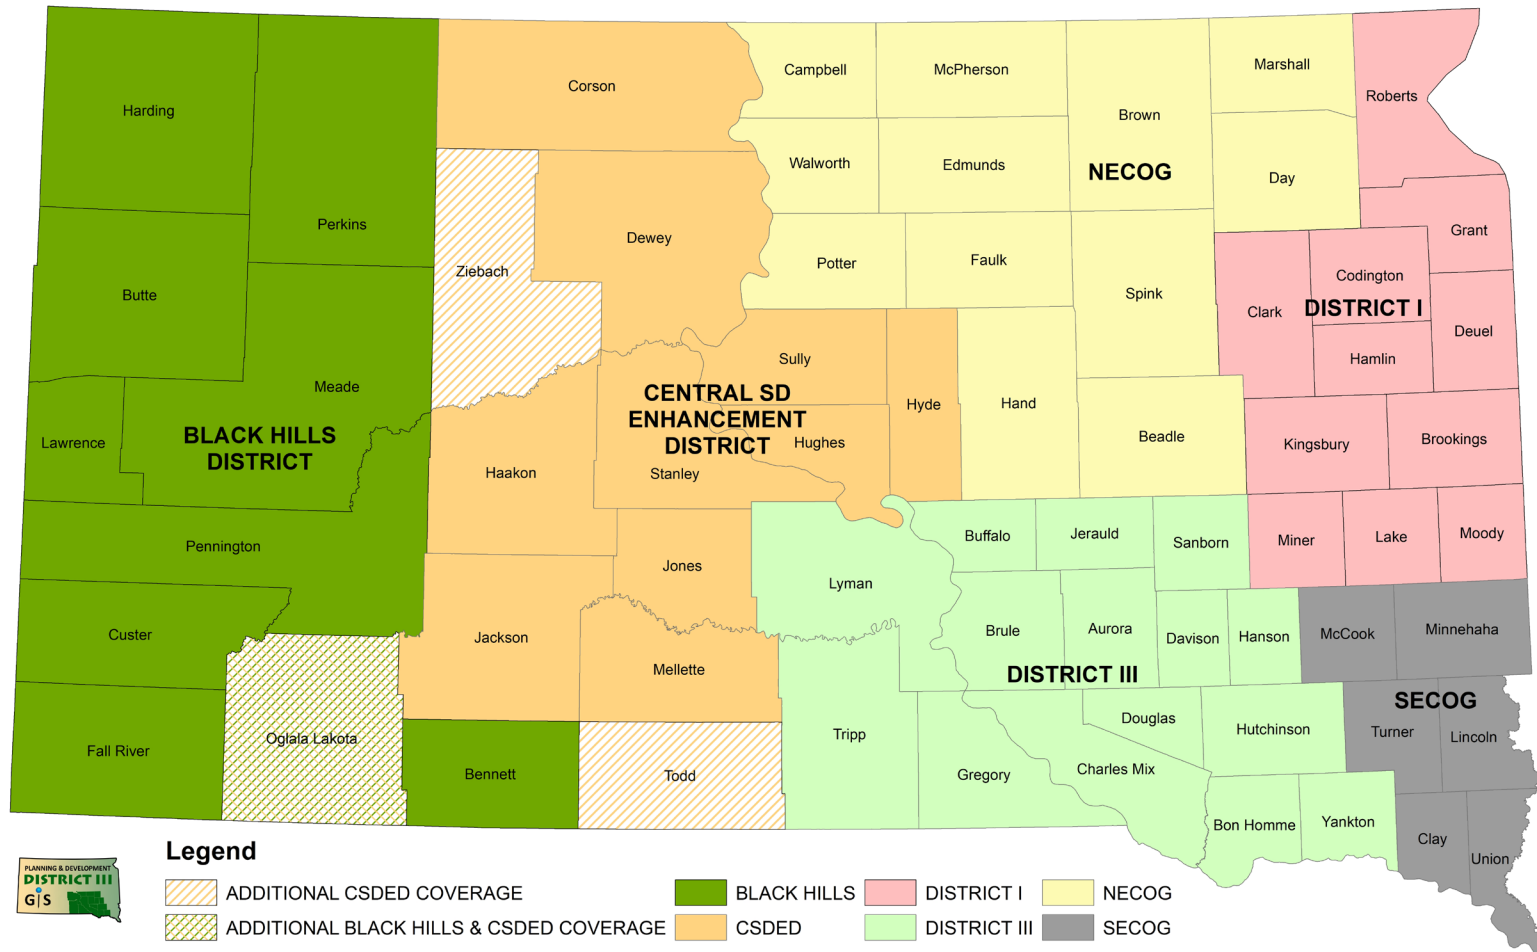 Harding
Perkins
Butte
Meade
Lawrence
BLACK HILLS
DISTRICT
Pennington
Custer
Fall River
Oglala Lakota
Bennett
Corson
Ziebach
Dewey
Sully
Hyde
CENTRAL SD
ENHANCEMENT
DISTRICT
Hughes
Stanley
Haakon
Jones
Jackson
Mellette
Todd
Campbell
McPherson
Brown
Marshall
Walworth
Edmunds
NECOG
Day
Potter
Faulk
Spink
Hand
Beadle
Roberts
Grant
Codington
Clark
DISTRICT I
Deuel
Hamlin
Kingsbury
Brookings
Miner
Lake
Moody
Lyman
Buffalo
Jerauld
Sanborn
Brule
Aurora
Davison
Hanson
DISTRICT III
Tripp
Gregory
Douglas
Charles Mix
Hutchinson
Bon Homme
Yankton
McCook
Minnehaha
SECOG
Turner
Lincoln
Clay
Union
Legend
ADDITIONAL CSDED COVERAGE
ADDITIONAL BLACK HILLS & CSDED COVERAGE
BLACK HILLS
CSDED
DISTRICT I
DISTRICT III
NECOG
SECOG
PLANNING & DEVELOPMENT
DISTRICT III
GIS